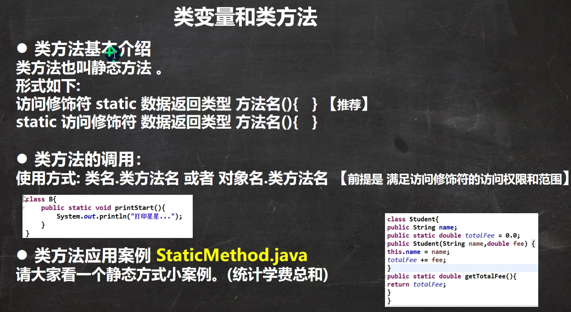 类变量和类方法
● 类方法基本介绍
类方法也叫静态方法 。
形式如下:
访问修饰符 static 数据返回类型 方法名(){ } 【推荐】
static 访问修饰符 数据返回类型 方法名(){ }
● 类方法的调用:
使用方式: 类名.类方法名 或者 对象名.类方法名 【前提是 满足访问修饰符的访问权限和范围】
class B{
public static void printStart(){
System.out.println("打印星星...");
}
}
● 类方法应用案例 StaticMethod.java
请大家看一个静态方式小案例。(统计学费总和)
class Student{
public String name;
public static double totalFee = 0.0;
public Student(String name,double fee) {
this.name = name;
totalFee += fee;
}
public static double getTotalFee(){
return totalFee;
}
}